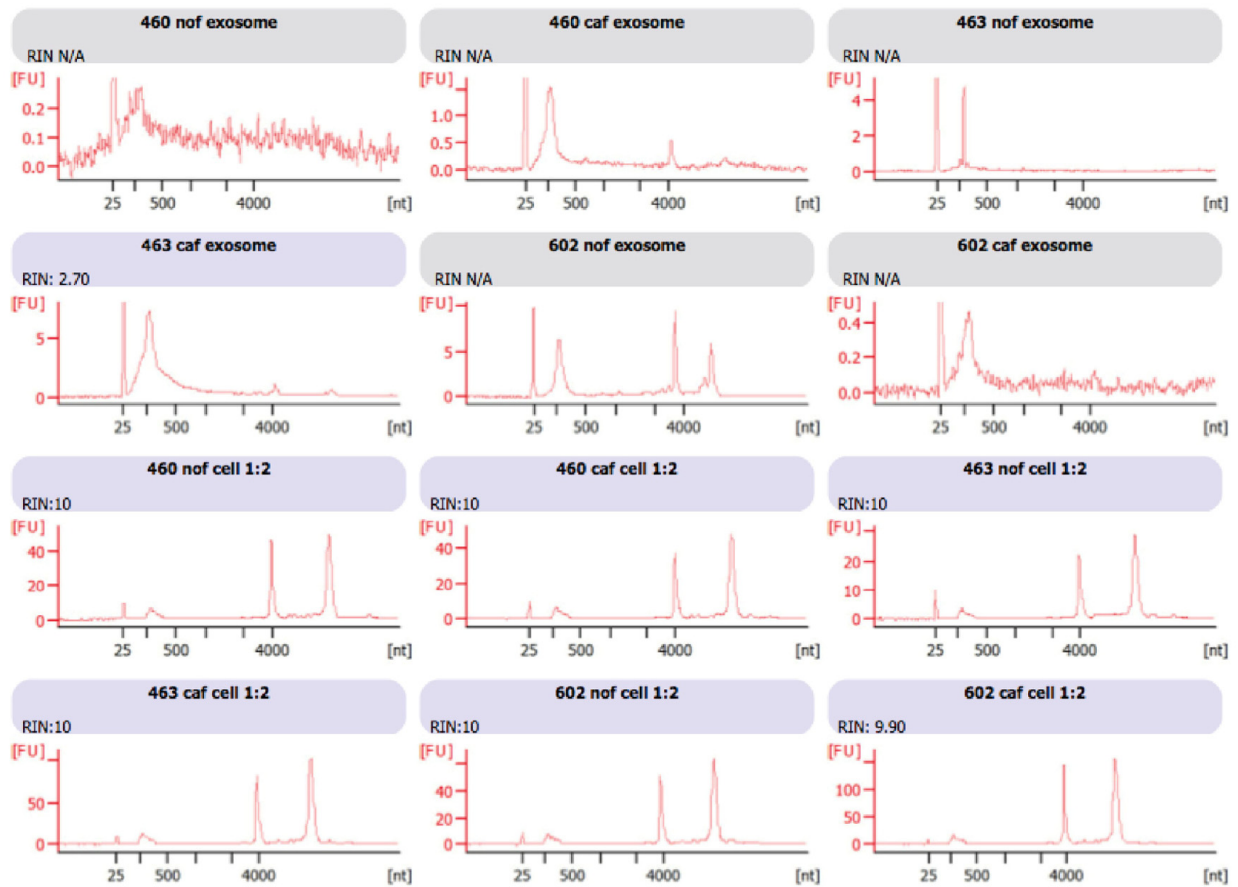 460 nof exosome
RIN N/A
[FU]
0.2
0.1
0.0
25 500 4000 [nt]
460 caf exosome
RIN N/A
[FU]
1.0
0.5
0.0
25 500 4000 [nt]
463 nof exosome
RIN N/A
[FU]
4
2
0
25 500 4000 [nt]
463 caf exosome
RIN: 2.70
[FU]
5
0
25 500 4000 [nt]
602 nof exosome
RIN N/A
[FU]
10
5
0
25 500 4000 [nt]
602 caf exosome
RIN N/A
[FU]
0.4
0.2
0.0
25 500 4000 [nt]
460 nof cell 1:2
RIN:10
[FU]
40
20
0
25 500 4000 [nt]
460 caf cell 1:2
RIN:10
[FU]
40
20
0
25 500 4000 [nt]
463 nof cell 1:2
RIN:10
[FU]
20
10
0
25 500 4000 [nt]
463 caf cell 1:2
RIN:10
[FU]
50
0
25 500 4000 [nt]
602 nof cell 1:2
RIN:10
[FU]
40
20
0
25 500 4000 [nt]
602 caf cell 1:2
RIN: 9.90
[FU]
100
50
0
25 500 4000 [nt]